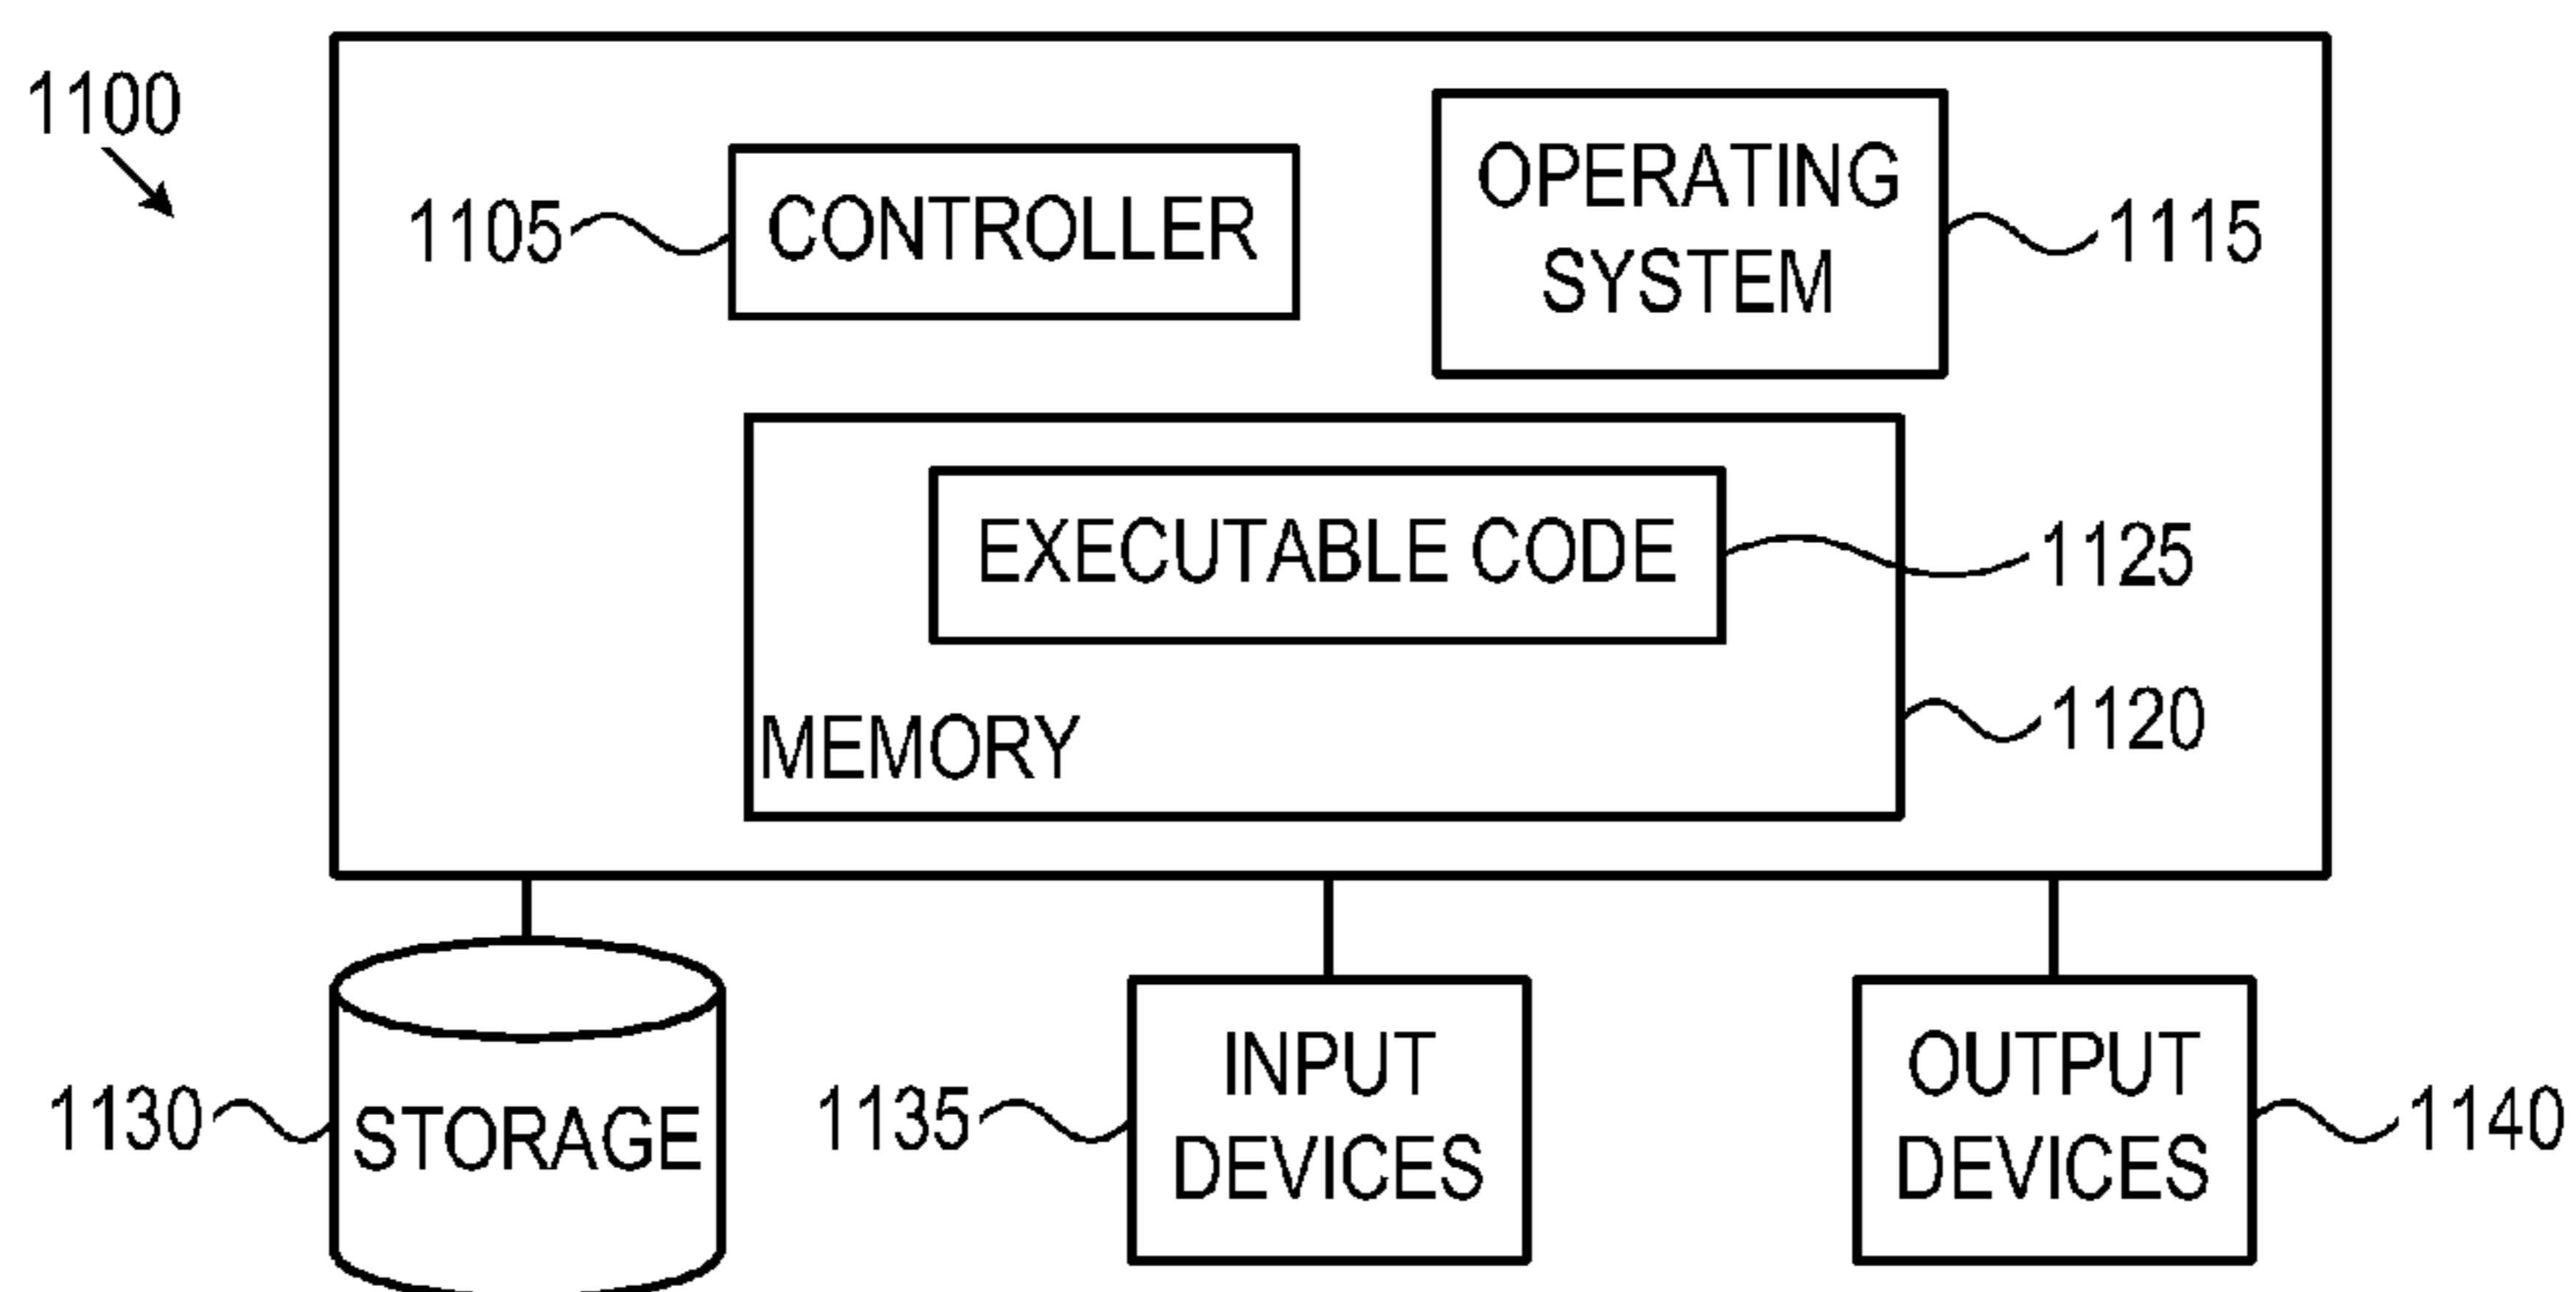 1100
1105
CONTROLLER
OPERATING
SYSTEM
1115
EXECUTABLE CODE
1125
MEMORY
1120
1130
STORAGE
1135
INPUT
DEVICES
OUTPUT
DEVICES
1140